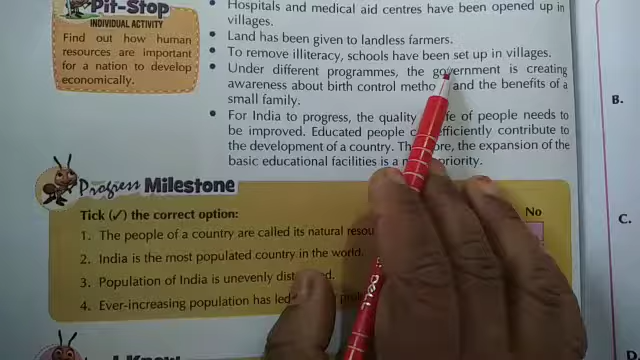 Pit-Stop
INDIVIDUAL ACTIVITY
Find out how human
resources are important
for a nation to develop
economically.
• Hospitals and medical aid centres have been opened up in
villages.
• Land has been given to landless farmers.
• To remove illiteracy, schools have been set up in villages.
• Under different programmes, the government is creating
awareness about birth control and the benefits of a
small family.
• For India to progress, the quality of people needs to
be improved. Educated people efficiently contribute to
the development of a country. the expansion of the
basic educational facilities is a priority.
Progress Milestone
Tick (✓) the correct option:
No
1. The people of a country are called its natural
2. India is the most populated country in the world.
3. Population of India is unevenly
4. Ever-increasing population has
B.
C.
D